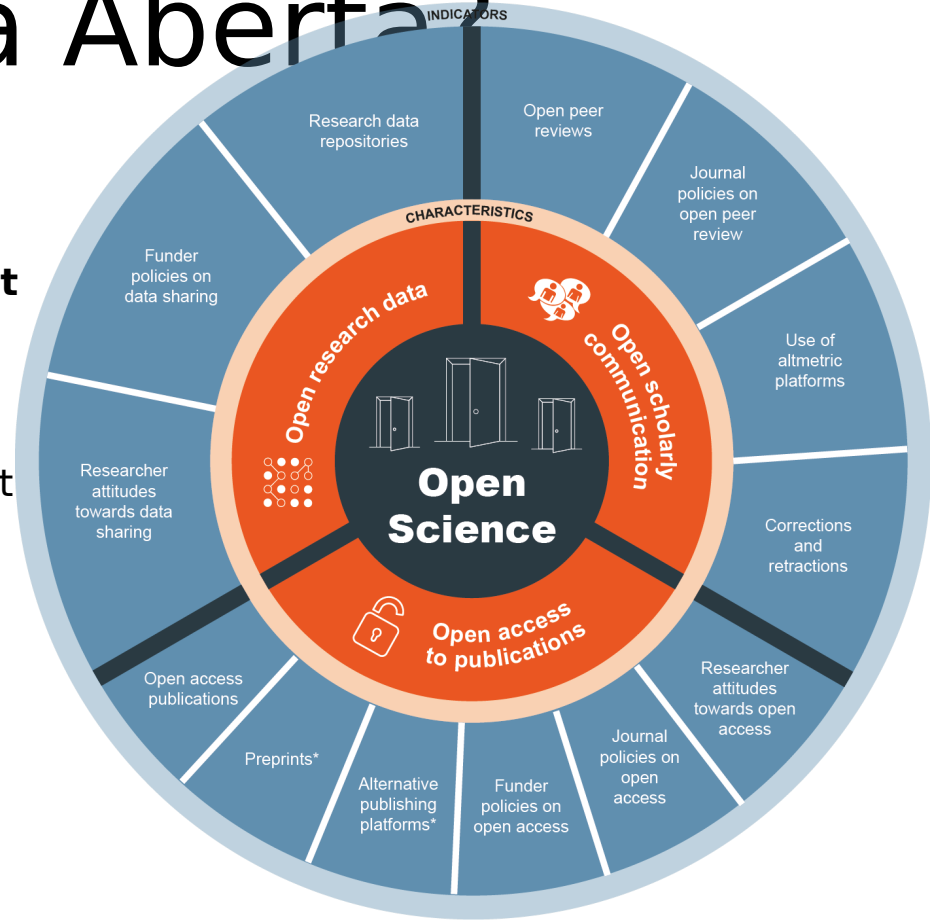 a Aberta?
INDICATORS
Research data
repositories
Open peer
reviews
Journal
policies on
open peer
review
Use of
altmetric
platforms
Corrections
and
retractions
Researcher
attitudes
towards open
access
Journal
policies on
open
access
Funder
policies on
open access
Alternative
publishing
platforms*
Preprints*
Open access
publications
Researcher
attitudes
towards data
sharing
Funder
policies on
data sharing
CHARACTERISTICS
Open research data
Open scholarly
communication
Open access
to publications
Open
Science
t
t